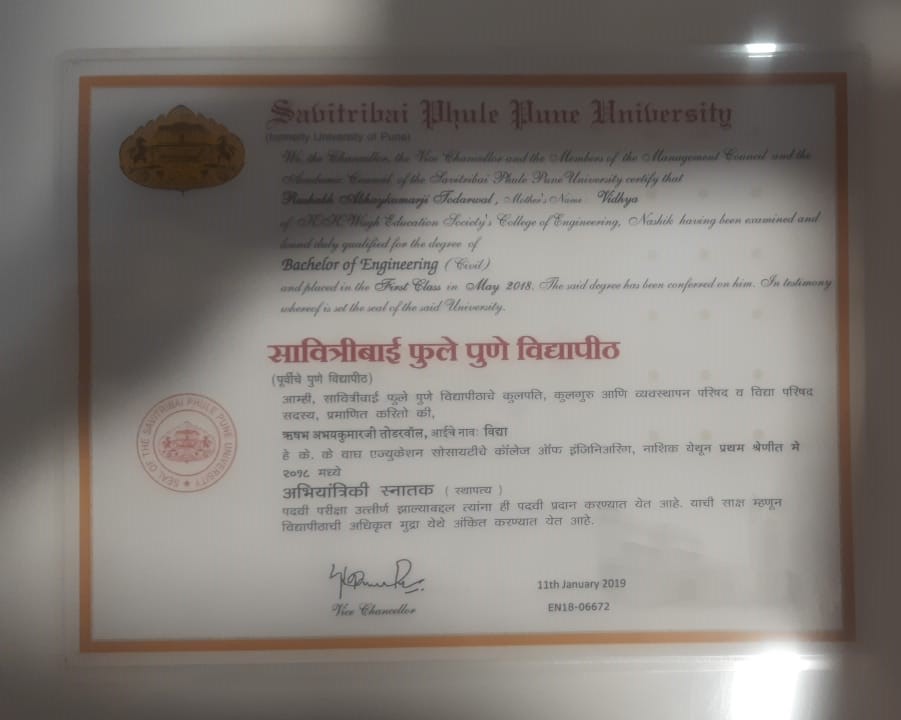 Savitribai Phule Pune University
(formerly University of Pune)
We, the Chancellor, the Vice Chancellor and the Members of the Management Council and the
Academic Council of the Savitribai Phule Pune University certify that
Rushabh Abhaykumarji Todarwal, Mother's Name Vidhya
of K.K. Wagh Education Society's College of Engineering, Nashik having been examined and
found duly qualified for the degree of
Bachelor of Engineering (Civil)
and placed in the First Class in May 2018. The said degree has been conferred on him. In testimony
whereof is set the seal of the said University.
सावित्रीबाई फुले पुणे विद्यापीठ
(पूर्वीचे पुणे विद्यापीठ)
आम्ही, सावित्रीबाई फुले पुणे विद्यापीठाचे कुलपति, कुलगुरु आणि व्यवस्थापन परिषद व विद्या परिषद
सदस्य, प्रमाणित करितो की,
ऋषभ अभयकुमारजी तोडरवॉल, आईचे नावः विद्या
हे के. के वाघ एज्युकेशन सोसायटीचे कॉलेज ऑफ इंजिनिअरिंग, नाशिक येथून प्रथम श्रेणीत मे
२०१८ मध्ये
अभियांत्रिकी स्नातक ( स्थापत्य )
पदवी परीक्षा उत्तीर्ण झाल्याबद्दल त्यांना ही पदवी प्रदान करण्यात येत आहे. याची साक्ष म्हणून
विद्यापीठाची अधिकृत मुद्रा येथे अंकित करण्यात येत आहे.
SEAL OF THE SAVITRIBAI PHULE PUNE UNIVERSITY
Vice Chancellor
11th January 2019
EN18-06672